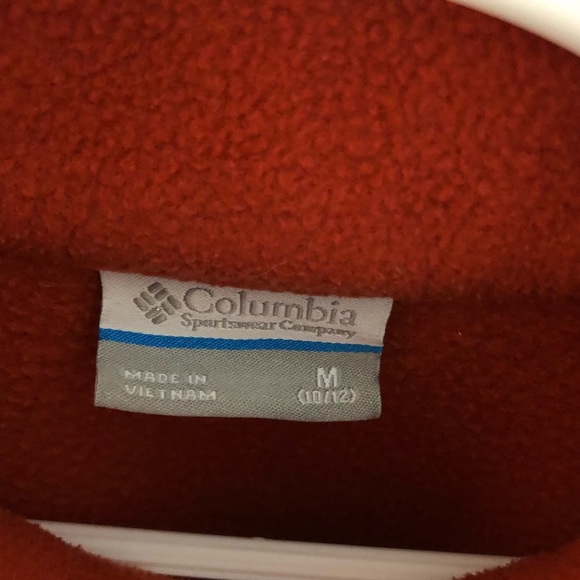 Columbia
Sportswear Company
MADE IN
VIETNAM
M
(10/12)